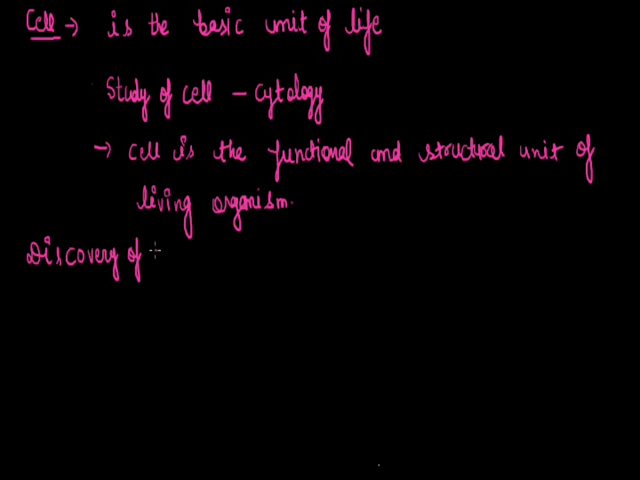 Cell → is the basic unit of life
Study of cell – cytology
→ cell is the functional and structural unit of
living organism.
Discovery of